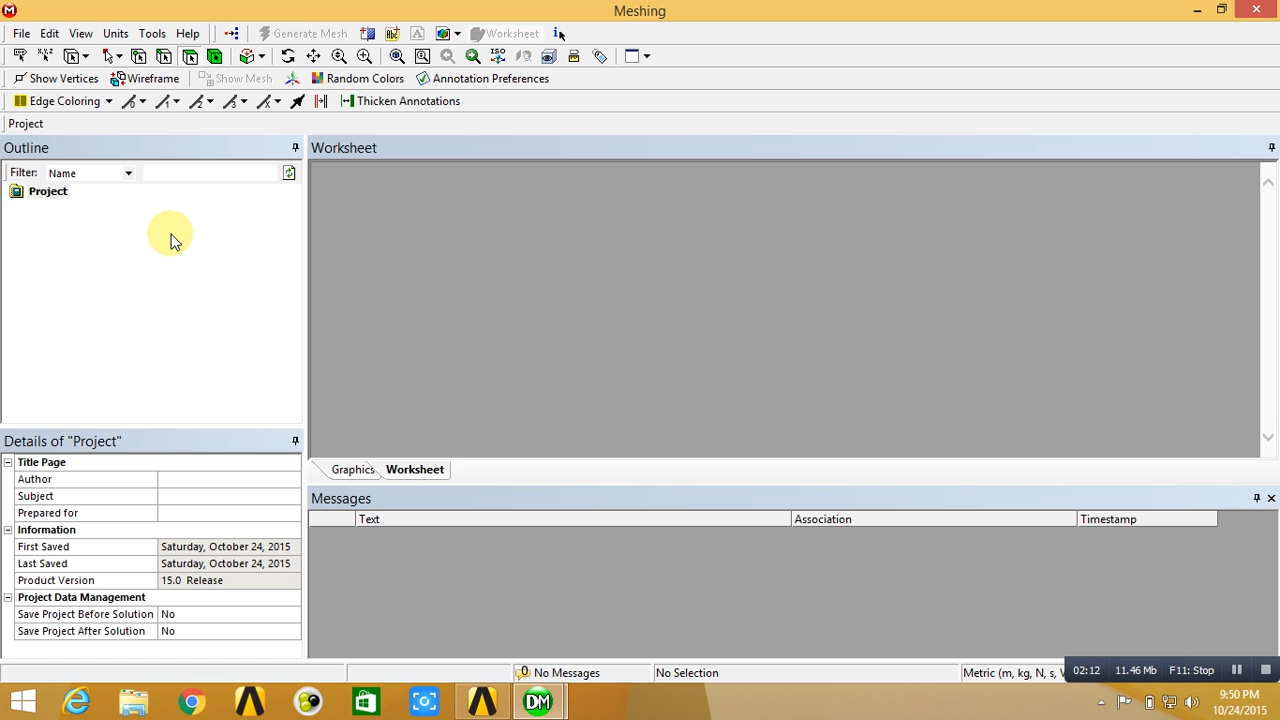 Meshing
File Edit View Units Tools Help Generate Mesh A Worksheet
Show Vertices Wireframe Show Mesh Random Colors Annotation Preferences
Edge Coloring Thicken Annotations
Project
Outline
Filter: Name
Project
Worksheet
Graphics Worksheet
Details of "Project"
Title Page
Author
Subject
Prepared for
Information
First Saved Saturday, October 24, 2015
Last Saved Saturday, October 24, 2015
Product Version 15.0 Release
Project Data Management
Save Project Before Solution No
Save Project After Solution No
Messages
Text Association Timestamp
No Messages No Selection Metric (m, kg, N, s,
02:12 11.46 Mb F11: Stop
DM
9:50 PM
10/24/2015